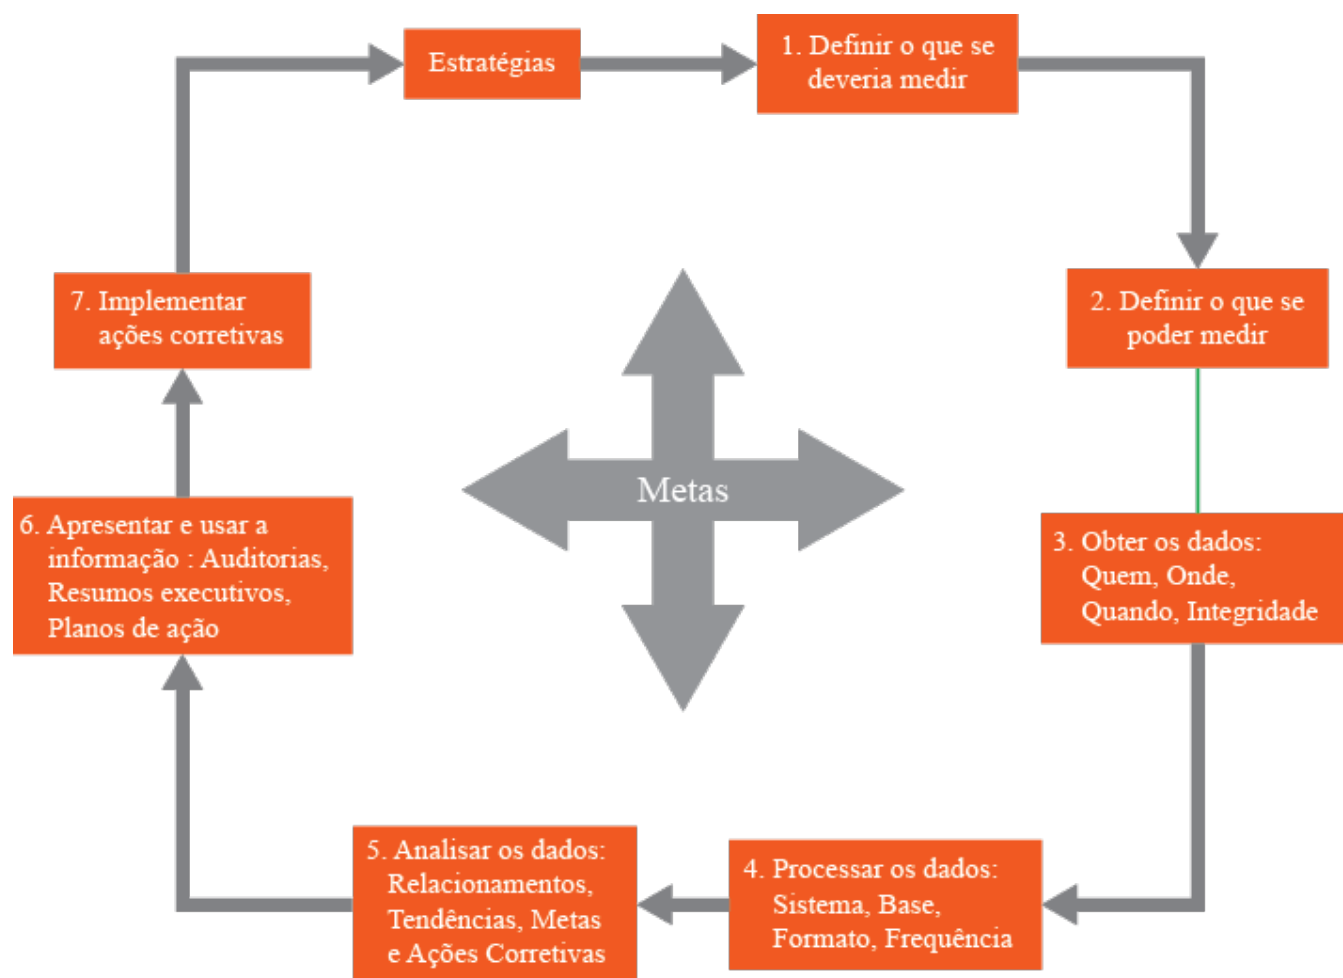 Estratégias
1. Definir o que se
deveria medir
2. Definir o que se
poder medir
3. Obter os dados:
Quem, Onde,
Quando, Integridade
4. Processar os dados:
Sistema, Base,
Formato, Frequência
5. Analisar os dados:
Relacionamentos,
Tendências, Metas
e Ações Corretivas
6. Apresentar e usar a
informação : Auditorias,
Resumos executivos,
Planos de ação
7. Implementar
ações corretivas
Metas